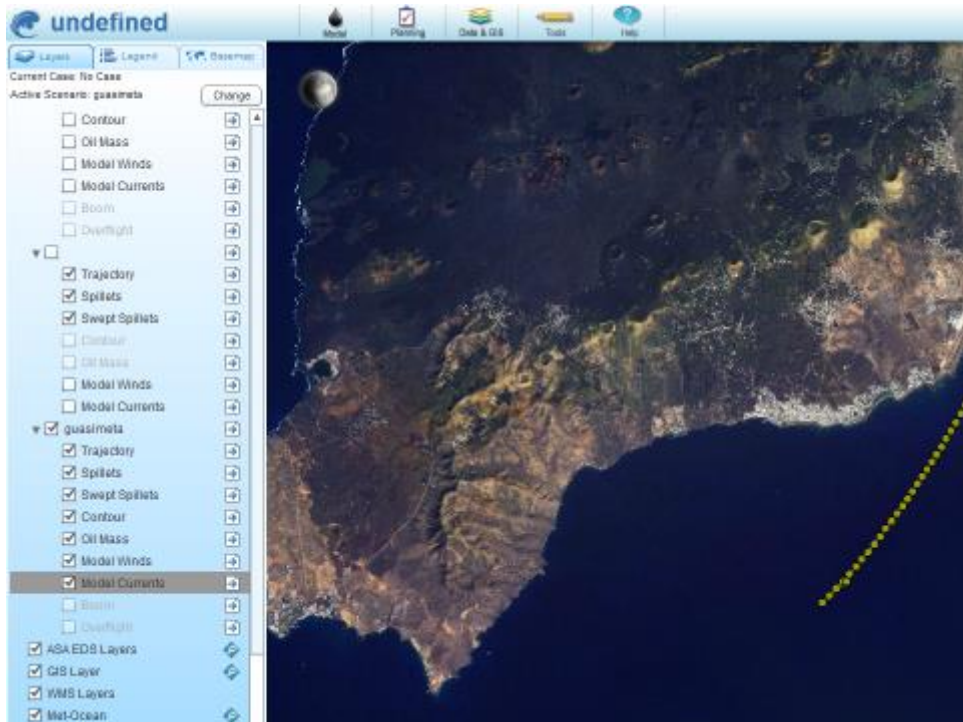 undefined
Model
Planning
Data & GIS
Tools
Help
Layers
Legend
Basemap
Current Case: No Case
Active Scenario: guasimeta
Change
Contour
Oil Mass
Model Winds
Model Currents
Boom
Overflight
Trajectory
Spillets
Swept Spillets
Contour
Oil Mass
Model Winds
Model Currents
guasimeta
Trajectory
Spillets
Swept Spillets
Contour
Oil Mass
Model Winds
Model Currents
Boom
Overflight
ASA EDS Layers
GIS Layer
WMS Layers
Met-Ocean